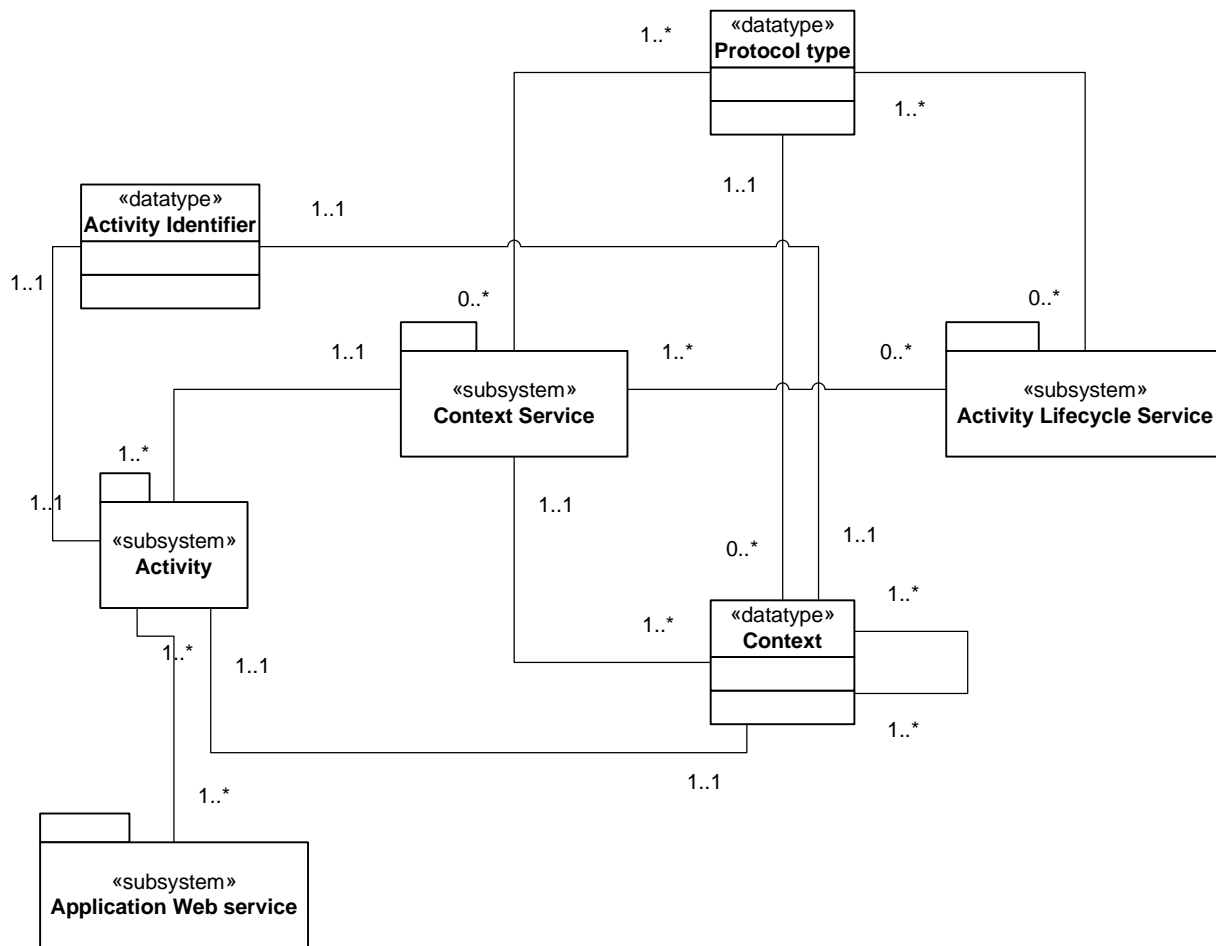 «datatype»
Protocol type
1..*
1..*
1..1
«datatype»
Activity Identifier
1..1
1..1
0..*
0..*
1..1
1..*
0..*
«subsystem»
Context Service
«subsystem»
Activity Lifecycle Service
1..*
1..1
1..1
«subsystem»
Activity
0..*
1..1
1..*
«datatype»
Context
1..*
1..*
1..1
1..*
1..1
1..*
«subsystem»
Application Web service